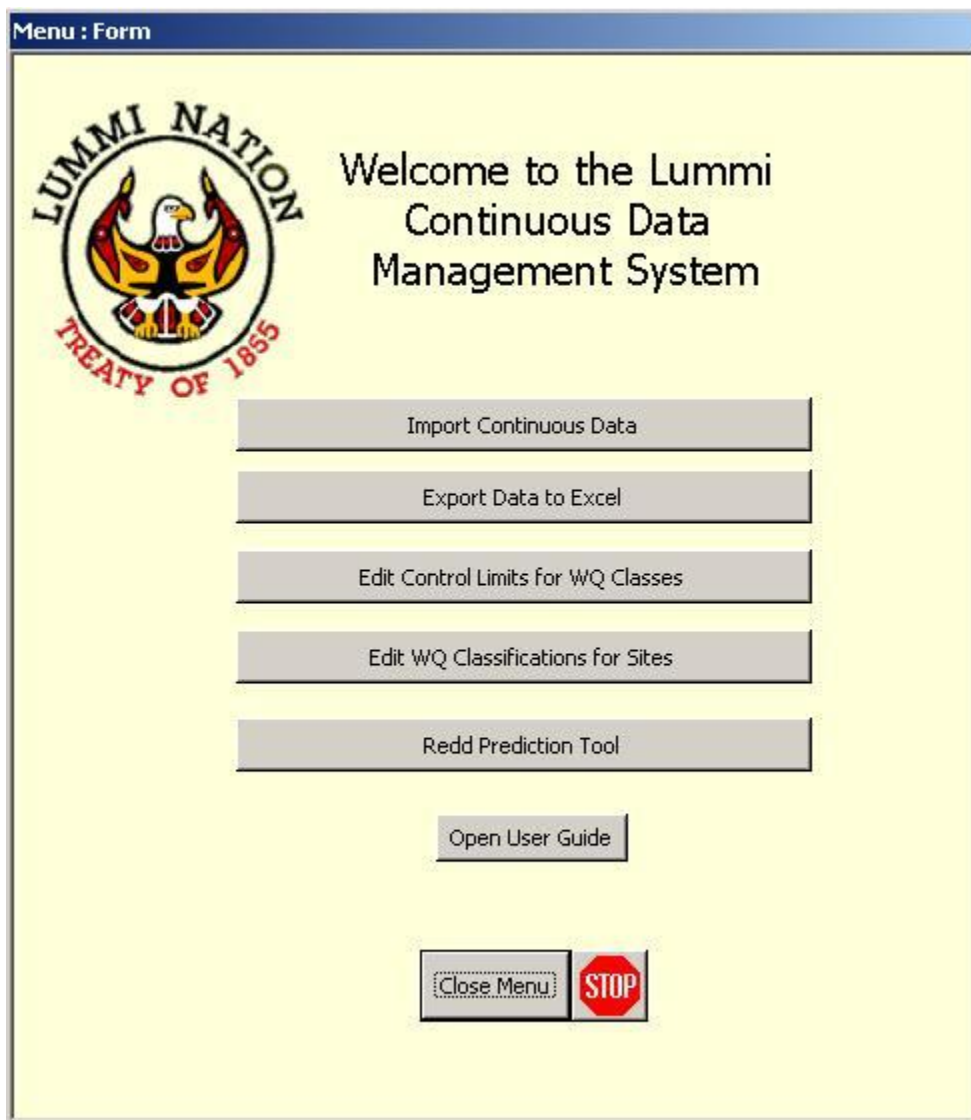 Menu : Form
LUMMI NATION
TREATY OF 1855
Welcome to the Lummi
Continuous Data
Management System
Import Continuous Data
Export Data to Excel
Edit Control Limits for WQ Classes
Edit WQ Classifications for Sites
Redd Prediction Tool
Open User Guide
Close Menu STOP